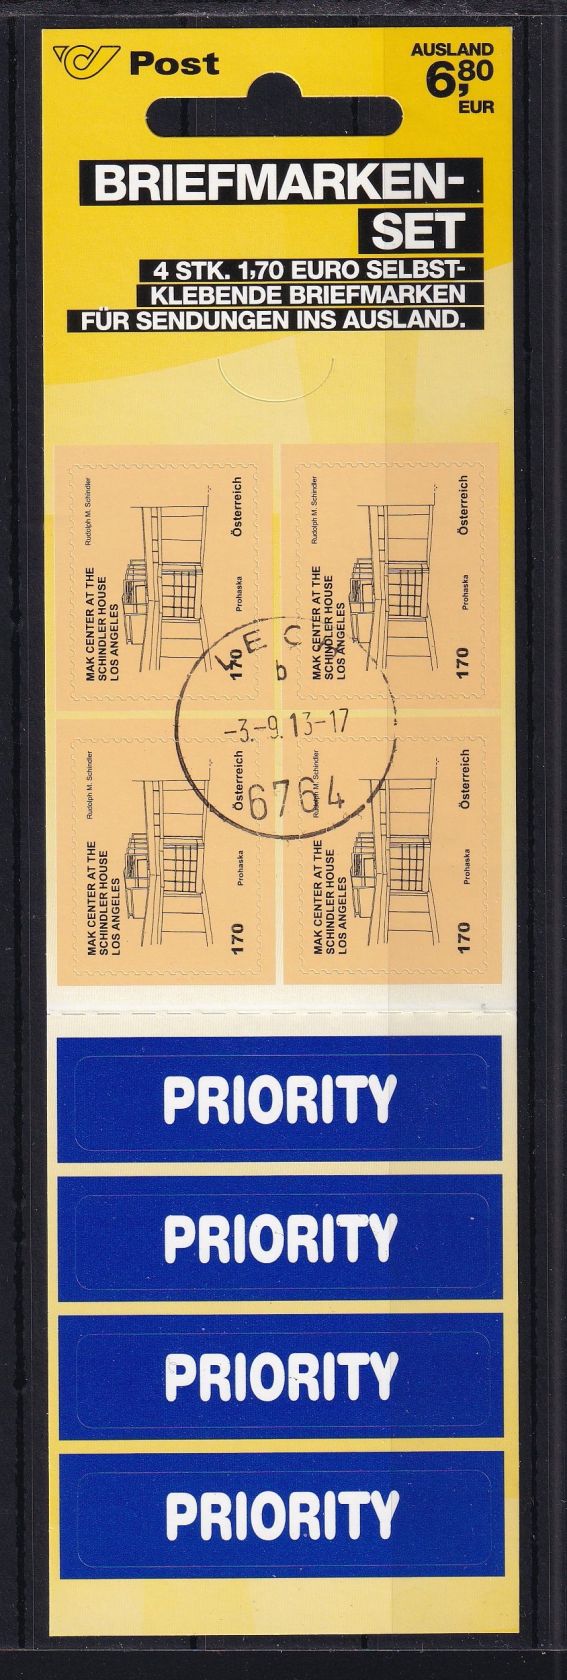 Post
AUSLAND
6,80
EUR
BRIEFMARKEN-
SET
4 STK. 1,70 EURO SELBST-
KLEBENDE BRIEFMARKEN
FÜR SENDUNGEN INS AUSLAND.
MAK CENTER AT THE
SCHINDLER HOUSE
LOS ANGELES
Rudolph M. Schindler
170
Prohaska
Österreich
MAK CENTER AT THE
SCHINDLER HOUSE
LOS ANGELES
Rudolph M. Schindler
170
Prohaska
Österreich
LECH
b
-3.-9.13-17
6764
MAK CENTER AT THE
SCHINDLER HOUSE
LOS ANGELES
Rudolph M. Schindler
170
Prohaska
Österreich
MAK CENTER AT THE
SCHINDLER HOUSE
LOS ANGELES
Rudolph M. Schindler
170
Prohaska
Österreich
PRIORITY
PRIORITY
PRIORITY
PRIORITY